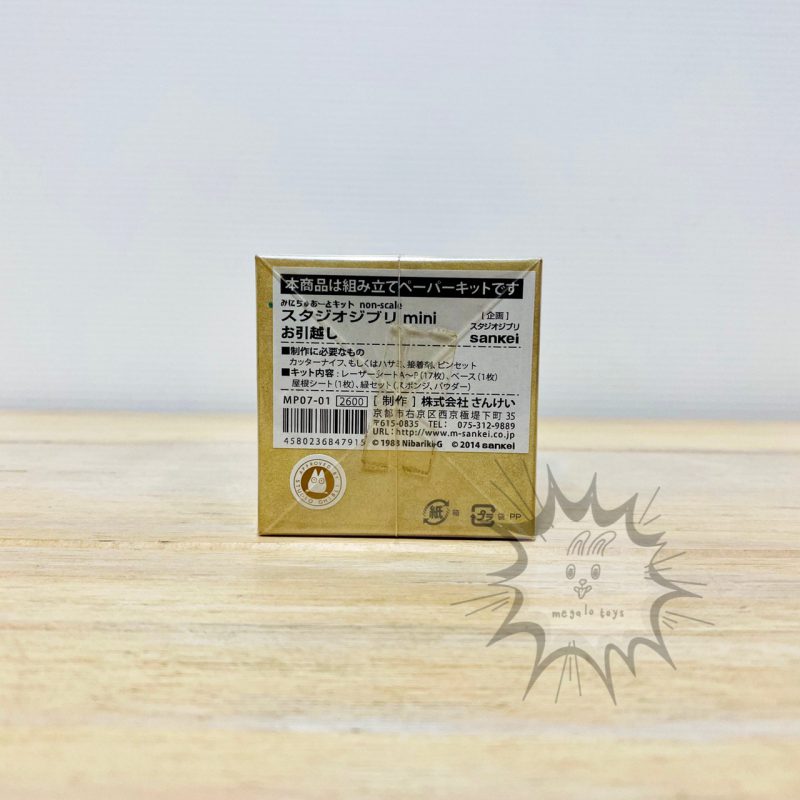 本商品は組み立てペーパーキットです
みにちゅあーとキット non-scale
スタジオジブリ mini
お引越し
[企画]
スタジオジブリ
sankei
■制作に必要なもの
カッターナイフ、もしくはハサミ、接着剤、ピンセット
■キット内容:レーザーシートA〜F(17枚)、ベース(1枚)
屋根シート(1枚)、緑セット(スポンジ、パウダー)
MP07-01 2600 [制作] 株式会社 さんけい
京都市右京区西京極堤下町 35
〒615-0835 TEL: 075-312-9889
URL:http://www.m-sankei.co.jp
4580236847915 © 1988 Nibariki・G © 2014 sankei
APPROVED BY STUDIO GHIBLI
紙 箱 プラ 袋 PP
megalo toys